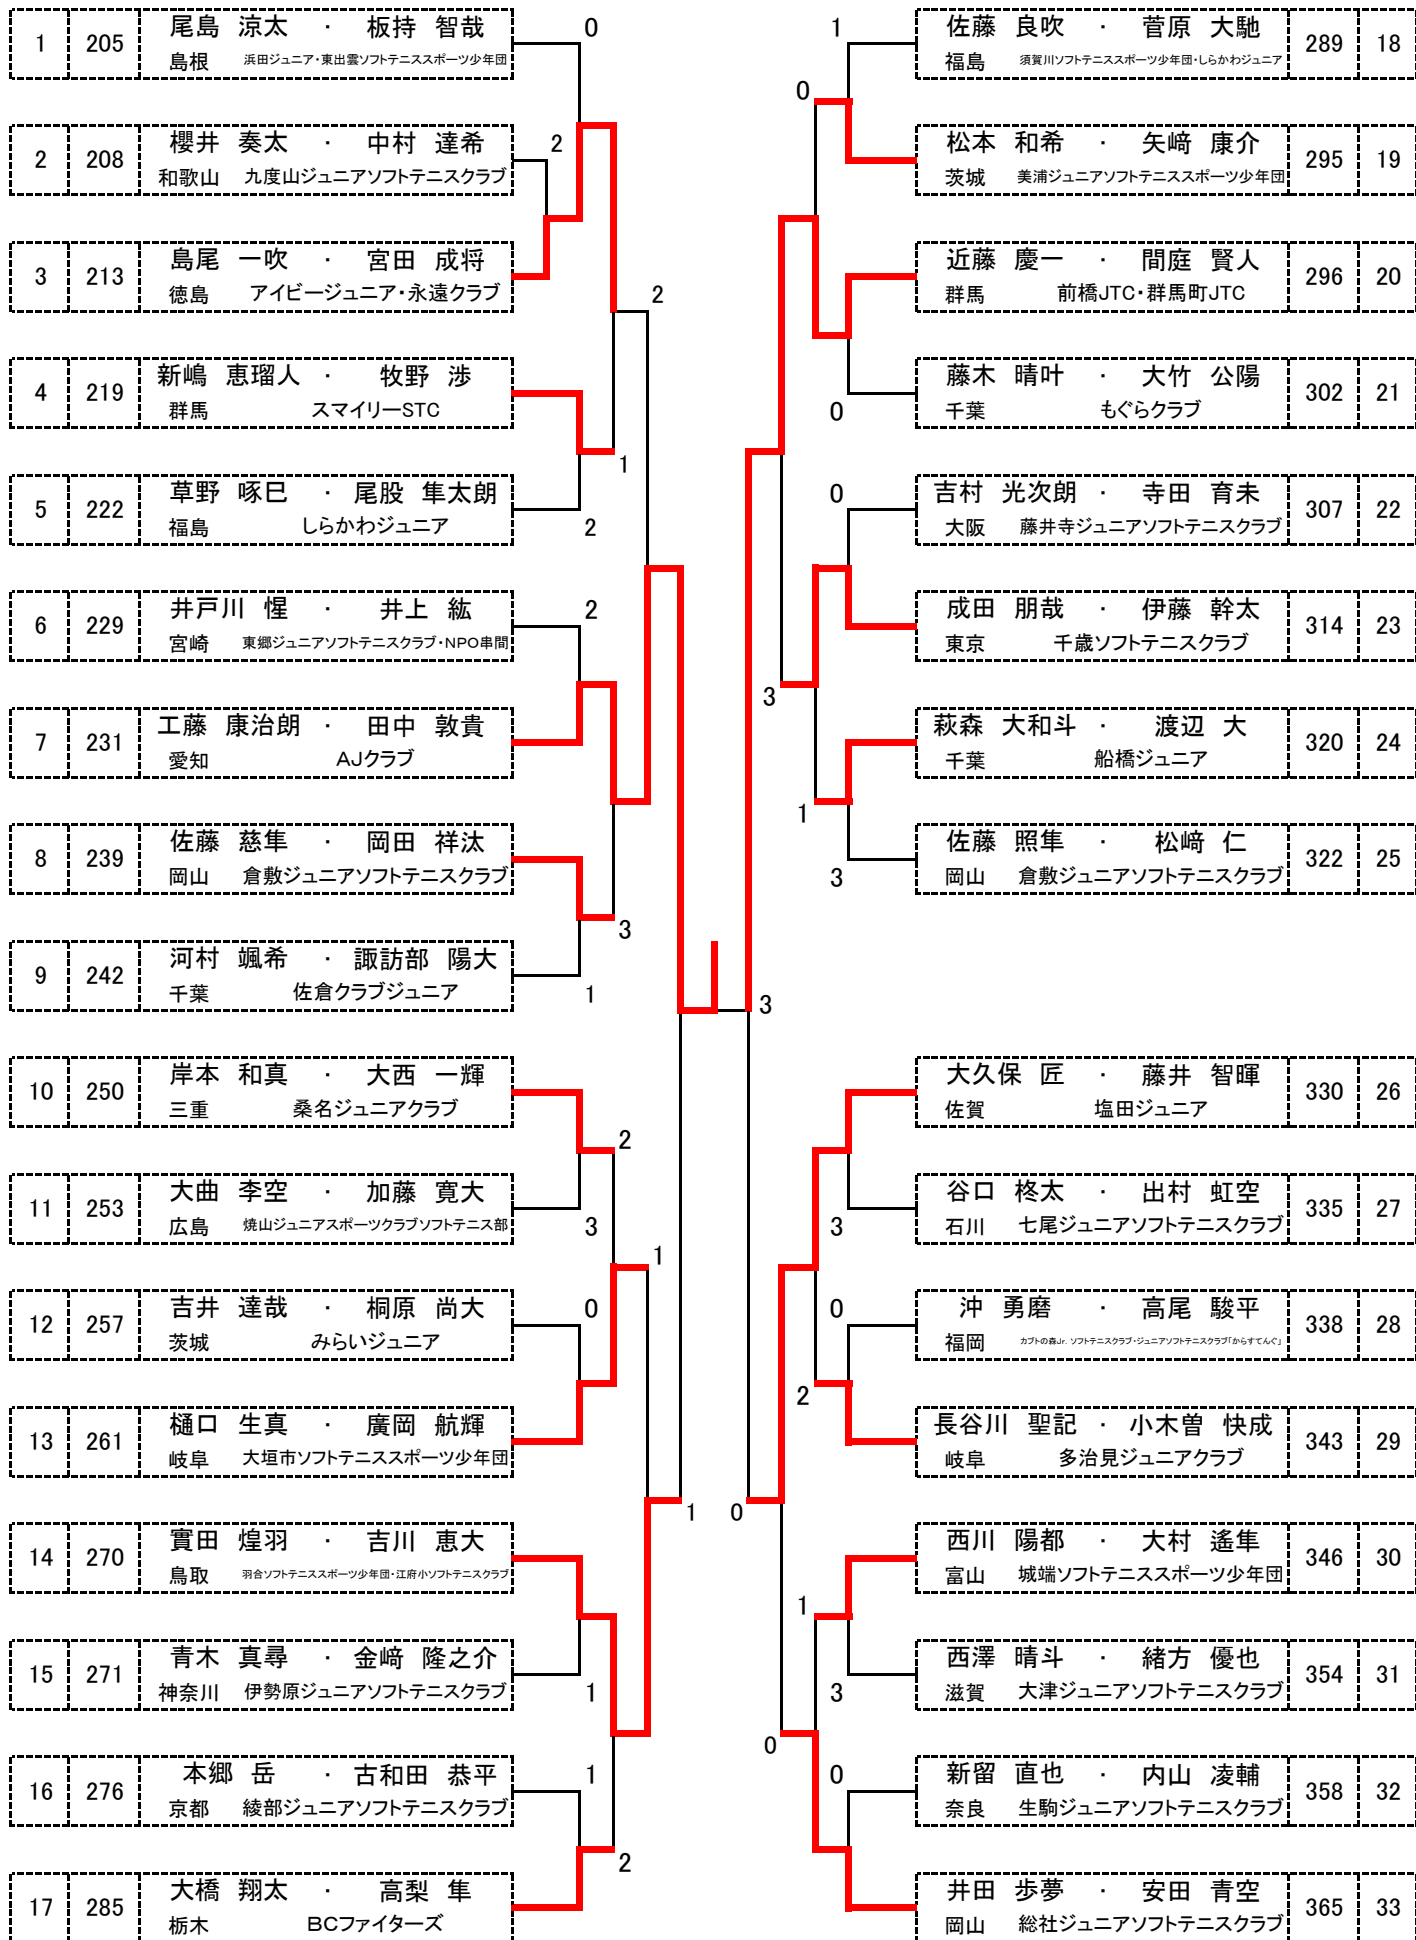 1 205 尾島 涼太 ・ 板持 智哉
島根 浜田ジュニア・東出雲ソフトテニススポーツ少年団
0
2 208 櫻井 奏太 ・ 中村 達希
和歌山 九度山ジュニアソフトテニスクラブ
2
3 213 島尾 一吹 ・ 宮田 成将
徳島 アイビージュニア・永遠クラブ
2
4 219 新嶋 恵瑠人 ・ 牧野 渉
群馬 スマイリーSTC
1
5 222 草野 啄巳 ・ 尾股 隼太朗
福島 しらかわジュニア
2
6 229 井戸川 惺 ・ 井上 紘
宮崎 東郷ジュニアソフトテニスクラブ・NPO串間
2
7 231 工藤 康治朗 ・ 田中 敦貴
愛知 AJクラブ
8 239 佐藤 慈隼 ・ 岡田 祥汰
岡山 倉敷ジュニアソフトテニスクラブ
3
9 242 河村 颯希 ・ 諏訪部 陽大
千葉 佐倉クラブジュニア
1
10 250 岸本 和真 ・ 大西 一輝
三重 桑名ジュニアクラブ
2
11 253 大曲 李空 ・ 加藤 寛大
広島 焼山ジュニアスポーツクラブソフトテニス部
3
1
12 257 吉井 達哉 ・ 桐原 尚大
茨城 みらいジュニア
0
13 261 樋口 生真 ・ 廣岡 航輝
岐阜 大垣市ソフトテニススポーツ少年団
1
14 270 實田 煌羽 ・ 吉川 恵大
鳥取 羽合ソフトテニススポーツ少年団・江府小ソフトテニスクラブ
15 271 青木 真尋 ・ 金﨑 隆之介
神奈川 伊勢原ジュニアソフトテニスクラブ
1
16 276 本郷 岳 ・ 古和田 恭平
京都 綾部ジュニアソフトテニスクラブ
1
2
17 285 大橋 翔太 ・ 高梨 隼
栃木 BCファイターズ
1
佐藤 良吹 ・ 菅原 大馳 289 18
福島 須賀川ソフトテニススポーツ少年団・しらかわジュニア
0
松本 和希 ・ 矢﨑 康介 295 19
茨城 美浦ジュニアソフトテニススポーツ少年団
近藤 慶一 ・ 間庭 賢人 296 20
群馬 前橋JTC・群馬町JTC
藤木 晴叶 ・ 大竹 公陽 302 21
千葉 もぐらクラブ
0
0
吉村 光次朗 ・ 寺田 育未 307 22
大阪 藤井寺ジュニアソフトテニスクラブ
成田 朋哉 ・ 伊藤 幹太 314 23
東京 千歳ソフトテニスクラブ
3
萩森 大和斗 ・ 渡辺 大 320 24
千葉 船橋ジュニア
1
佐藤 照隼 ・ 松﨑 仁 322 25
岡山 倉敷ジュニアソフトテニスクラブ
3
3
大久保 匠 ・ 藤井 智暉 330 26
佐賀 塩田ジュニア
谷口 柊太 ・ 出村 虹空 335 27
石川 七尾ジュニアソフトテニスクラブ
3
0
沖 勇磨 ・ 高尾 駿平 338 28
福岡 カブトの森Jr. ソフトテニスクラブ・ジュニアソフトテニスクラブ「からすてんぐ」
2
長谷川 聖記 ・ 小木曽 快成 343 29
岐阜 多治見ジュニアクラブ
0
西川 陽都 ・ 大村 遙隼 346 30
富山 城端ソフトテニススポーツ少年団
1
西澤 晴斗 ・ 緒方 優也 354 31
滋賀 大津ジュニアソフトテニスクラブ
3
0
0
新留 直也 ・ 内山 凌輔 358 32
奈良 生駒ジュニアソフトテニスクラブ
井田 歩夢 ・ 安田 青空 365 33
岡山 総社ジュニアソフトテニスクラブ